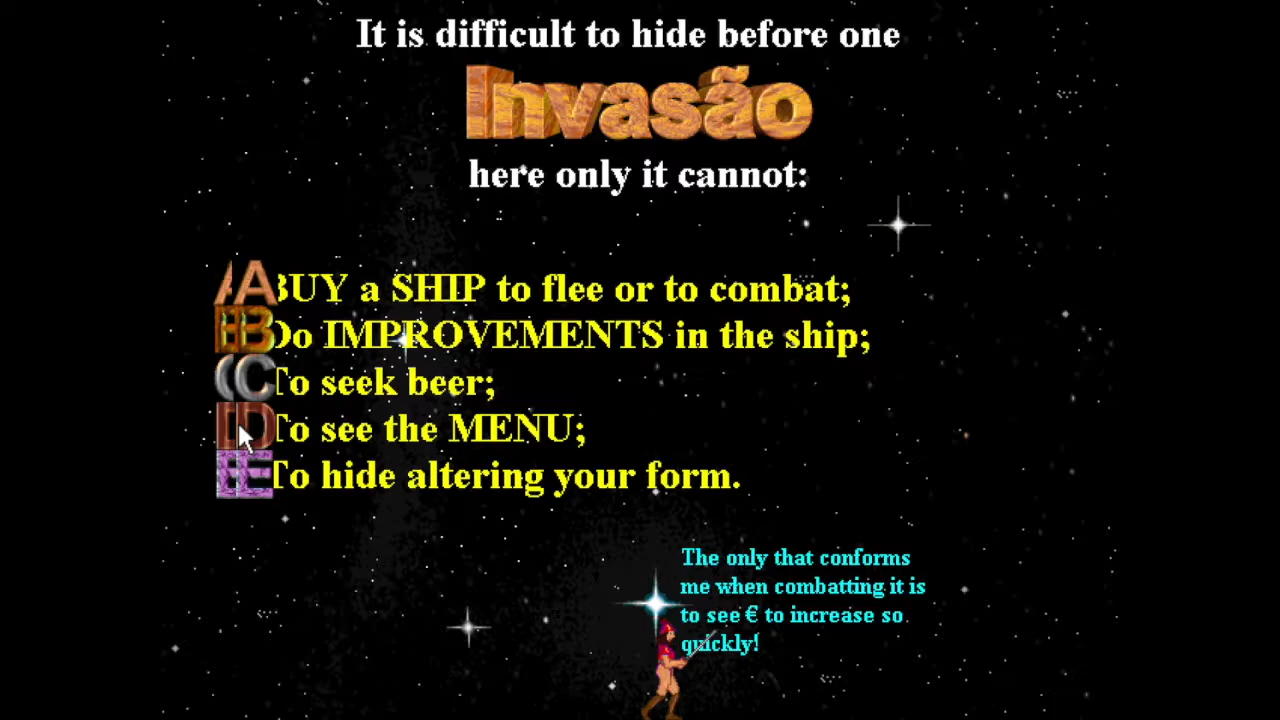 It is difficult to hide before one
Invasão
here only it cannot:
A BUY a SHIP to flee or to combat;
B Do IMPROVEMENTS in the ship;
C To seek beer;
D To see the MENU;
E To hide altering your form.
The only that conforms
me when combatting it is
to see € to increase so
quickly!